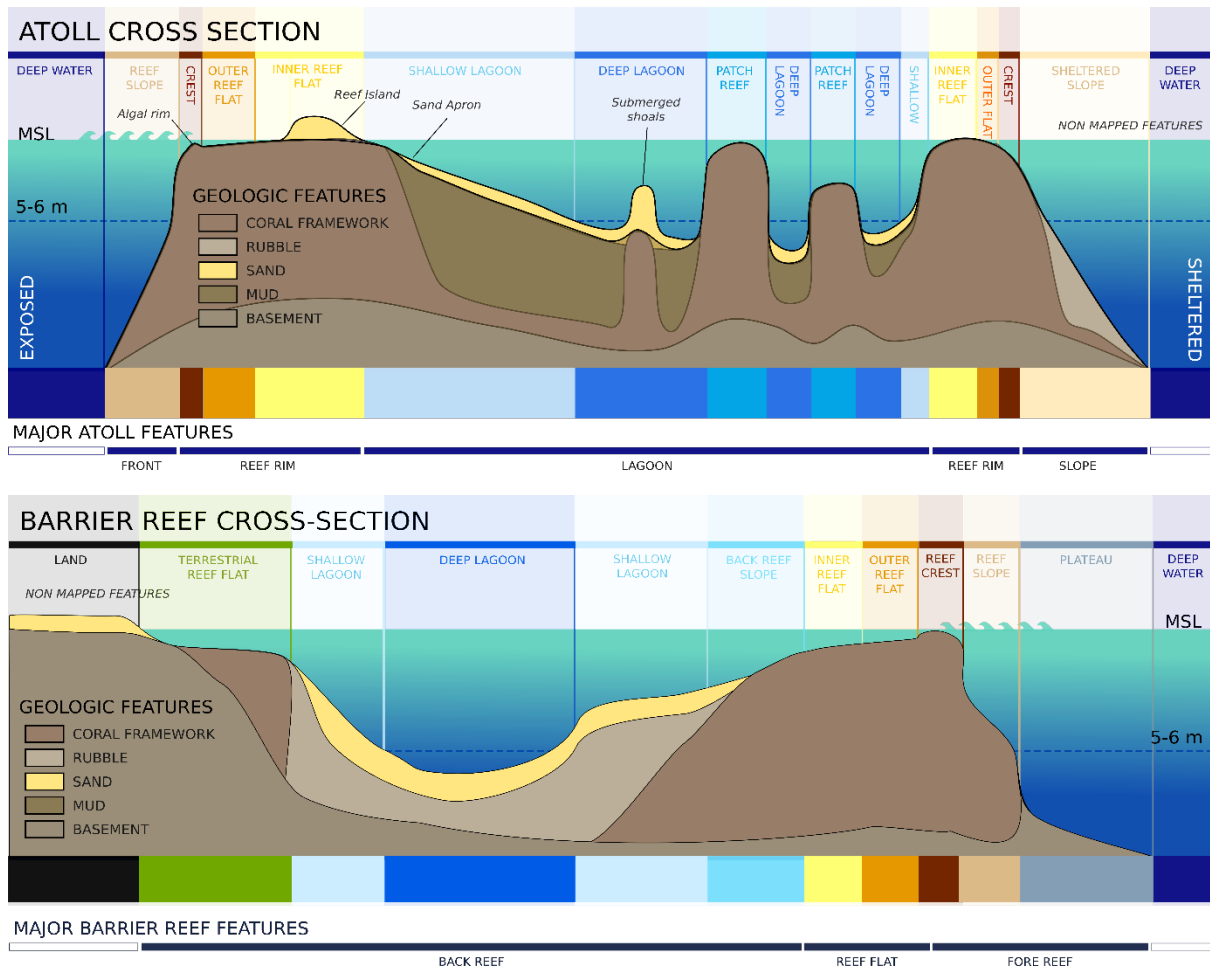 ATOLL CROSS SECTION
DEEP WATER
REEF
SLOPE
CREST
OUTER
REEF
FLAT
INNER REEF
FLAT
SHALLOW LAGOON
DEEP LAGOON
PATCH
REEF
DEEP
LAGOON
PATCH
REEF
DEEP
LAGOON
SHALLOW
INNER
REEF
FLAT
OUTER FLAT
CREST
SHELTERED
SLOPE
DEEP
WATER
Algal rim
Reef Island
Sand Apron
Submerged
shoals
NON MAPPED FEATURES
MSL
5-6 m
EXPOSED
SHELTERED
GEOLOGIC FEATURES
CORAL FRAMEWORK
RUBBLE
SAND
MUD
BASEMENT
MAJOR ATOLL FEATURES
FRONT
REEF RIM
LAGOON
REEF RIM
SLOPE
BARRIER REEF CROSS-SECTION
LAND
TERRESTRIAL
REEF FLAT
SHALLOW
LAGOON
DEEP LAGOON
SHALLOW
LAGOON
BACK REEF
SLOPE
INNER
REEF
FLAT
OUTER
REEF
FLAT
REEF
CREST
REEF
SLOPE
PLATEAU
DEEP
WATER
NON MAPPED FEATURES
MSL
5-6 m
GEOLOGIC FEATURES
CORAL FRAMEWORK
RUBBLE
SAND
MUD
BASEMENT
MAJOR BARRIER REEF FEATURES
BACK REEF
REEF FLAT
FORE REEF